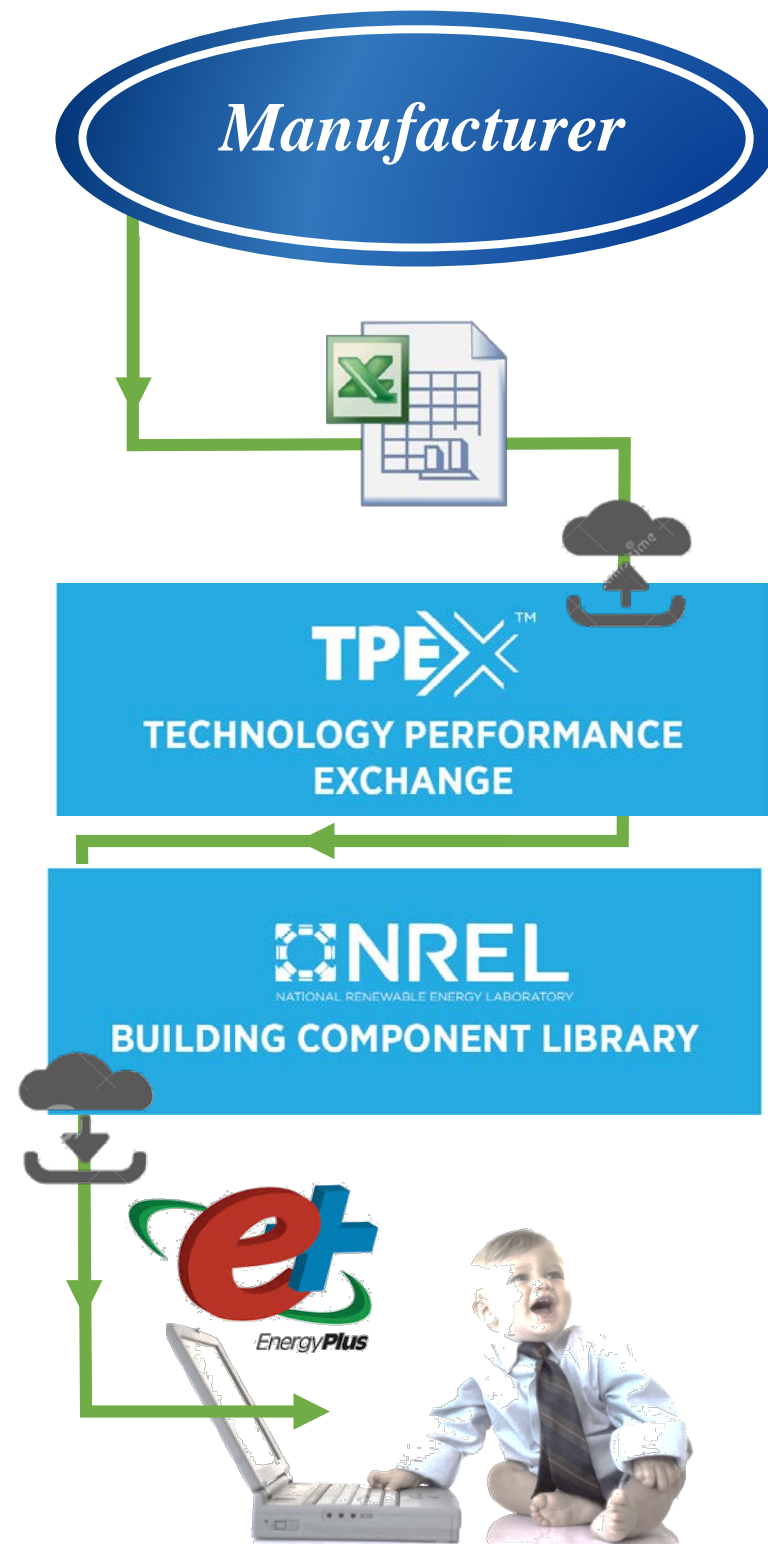 Manufacturer
TPEX™
TECHNOLOGY PERFORMANCE
EXCHANGE
NREL
NATIONAL RENEWABLE ENERGY LABORATORY
BUILDING COMPONENT LIBRARY
e+
EnergyPlus